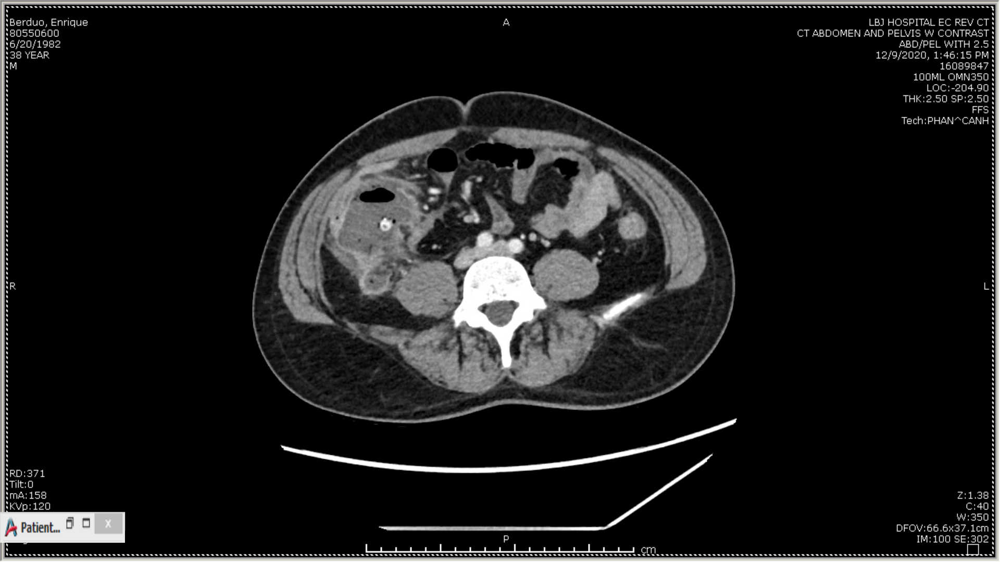 Berduo, Enrique
80550600
6/20/1982
38 YEAR
M
A
LBJ HOSPITAL EC REV CT
CT ABDOMEN AND PELVIS W CONTRAST
ABD/PEL WITH 2.5
12/9/2020, 1:46:15 PM
16089847
100ML OMN350
LOC:-204.90
THK:2.50 SP:2.50
FFS
Tech:PHAN^CANH
R
L
RD:371
Tilt:0
mA:158
KVp:120
Patient...
Z:1.38
C:40
W:350
DFOV:66.6x37.1cm
IM:100 SE:302
P
cm